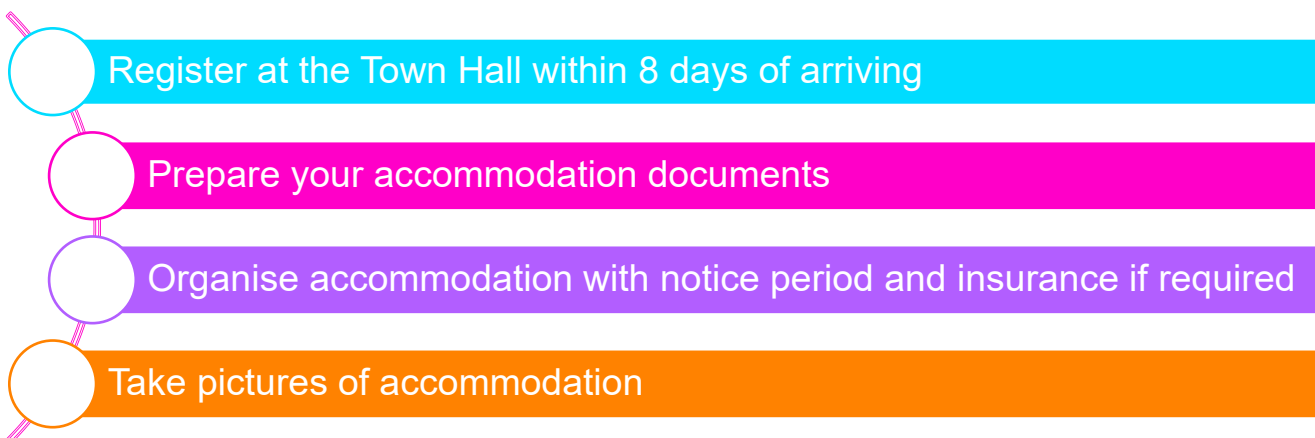 Register at the Town Hall within 8 days of arriving
Prepare your accommodation documents
Organise accommodation with notice period and insurance if required
Take pictures of accommodation